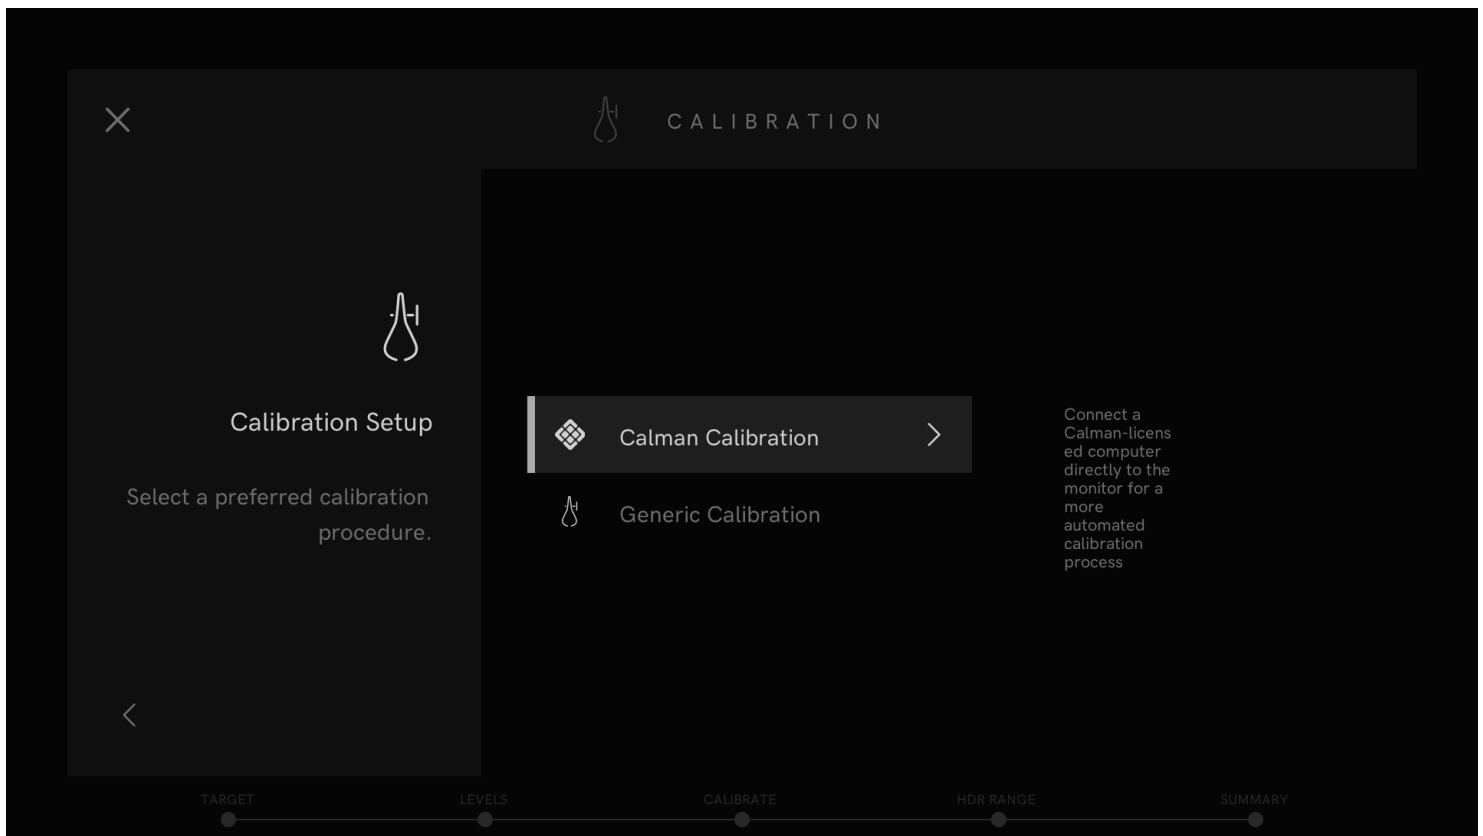 CALIBRATION
Calibration Setup
Select a preferred calibration
procedure.
Calman Calibration
Generic Calibration
Connect a
Calman-licens
ed computer
directly to the
monitor for a
more
automated
calibration
process
TARGET
LEVELS
CALIBRATE
HDR RANGE
SUMMARY